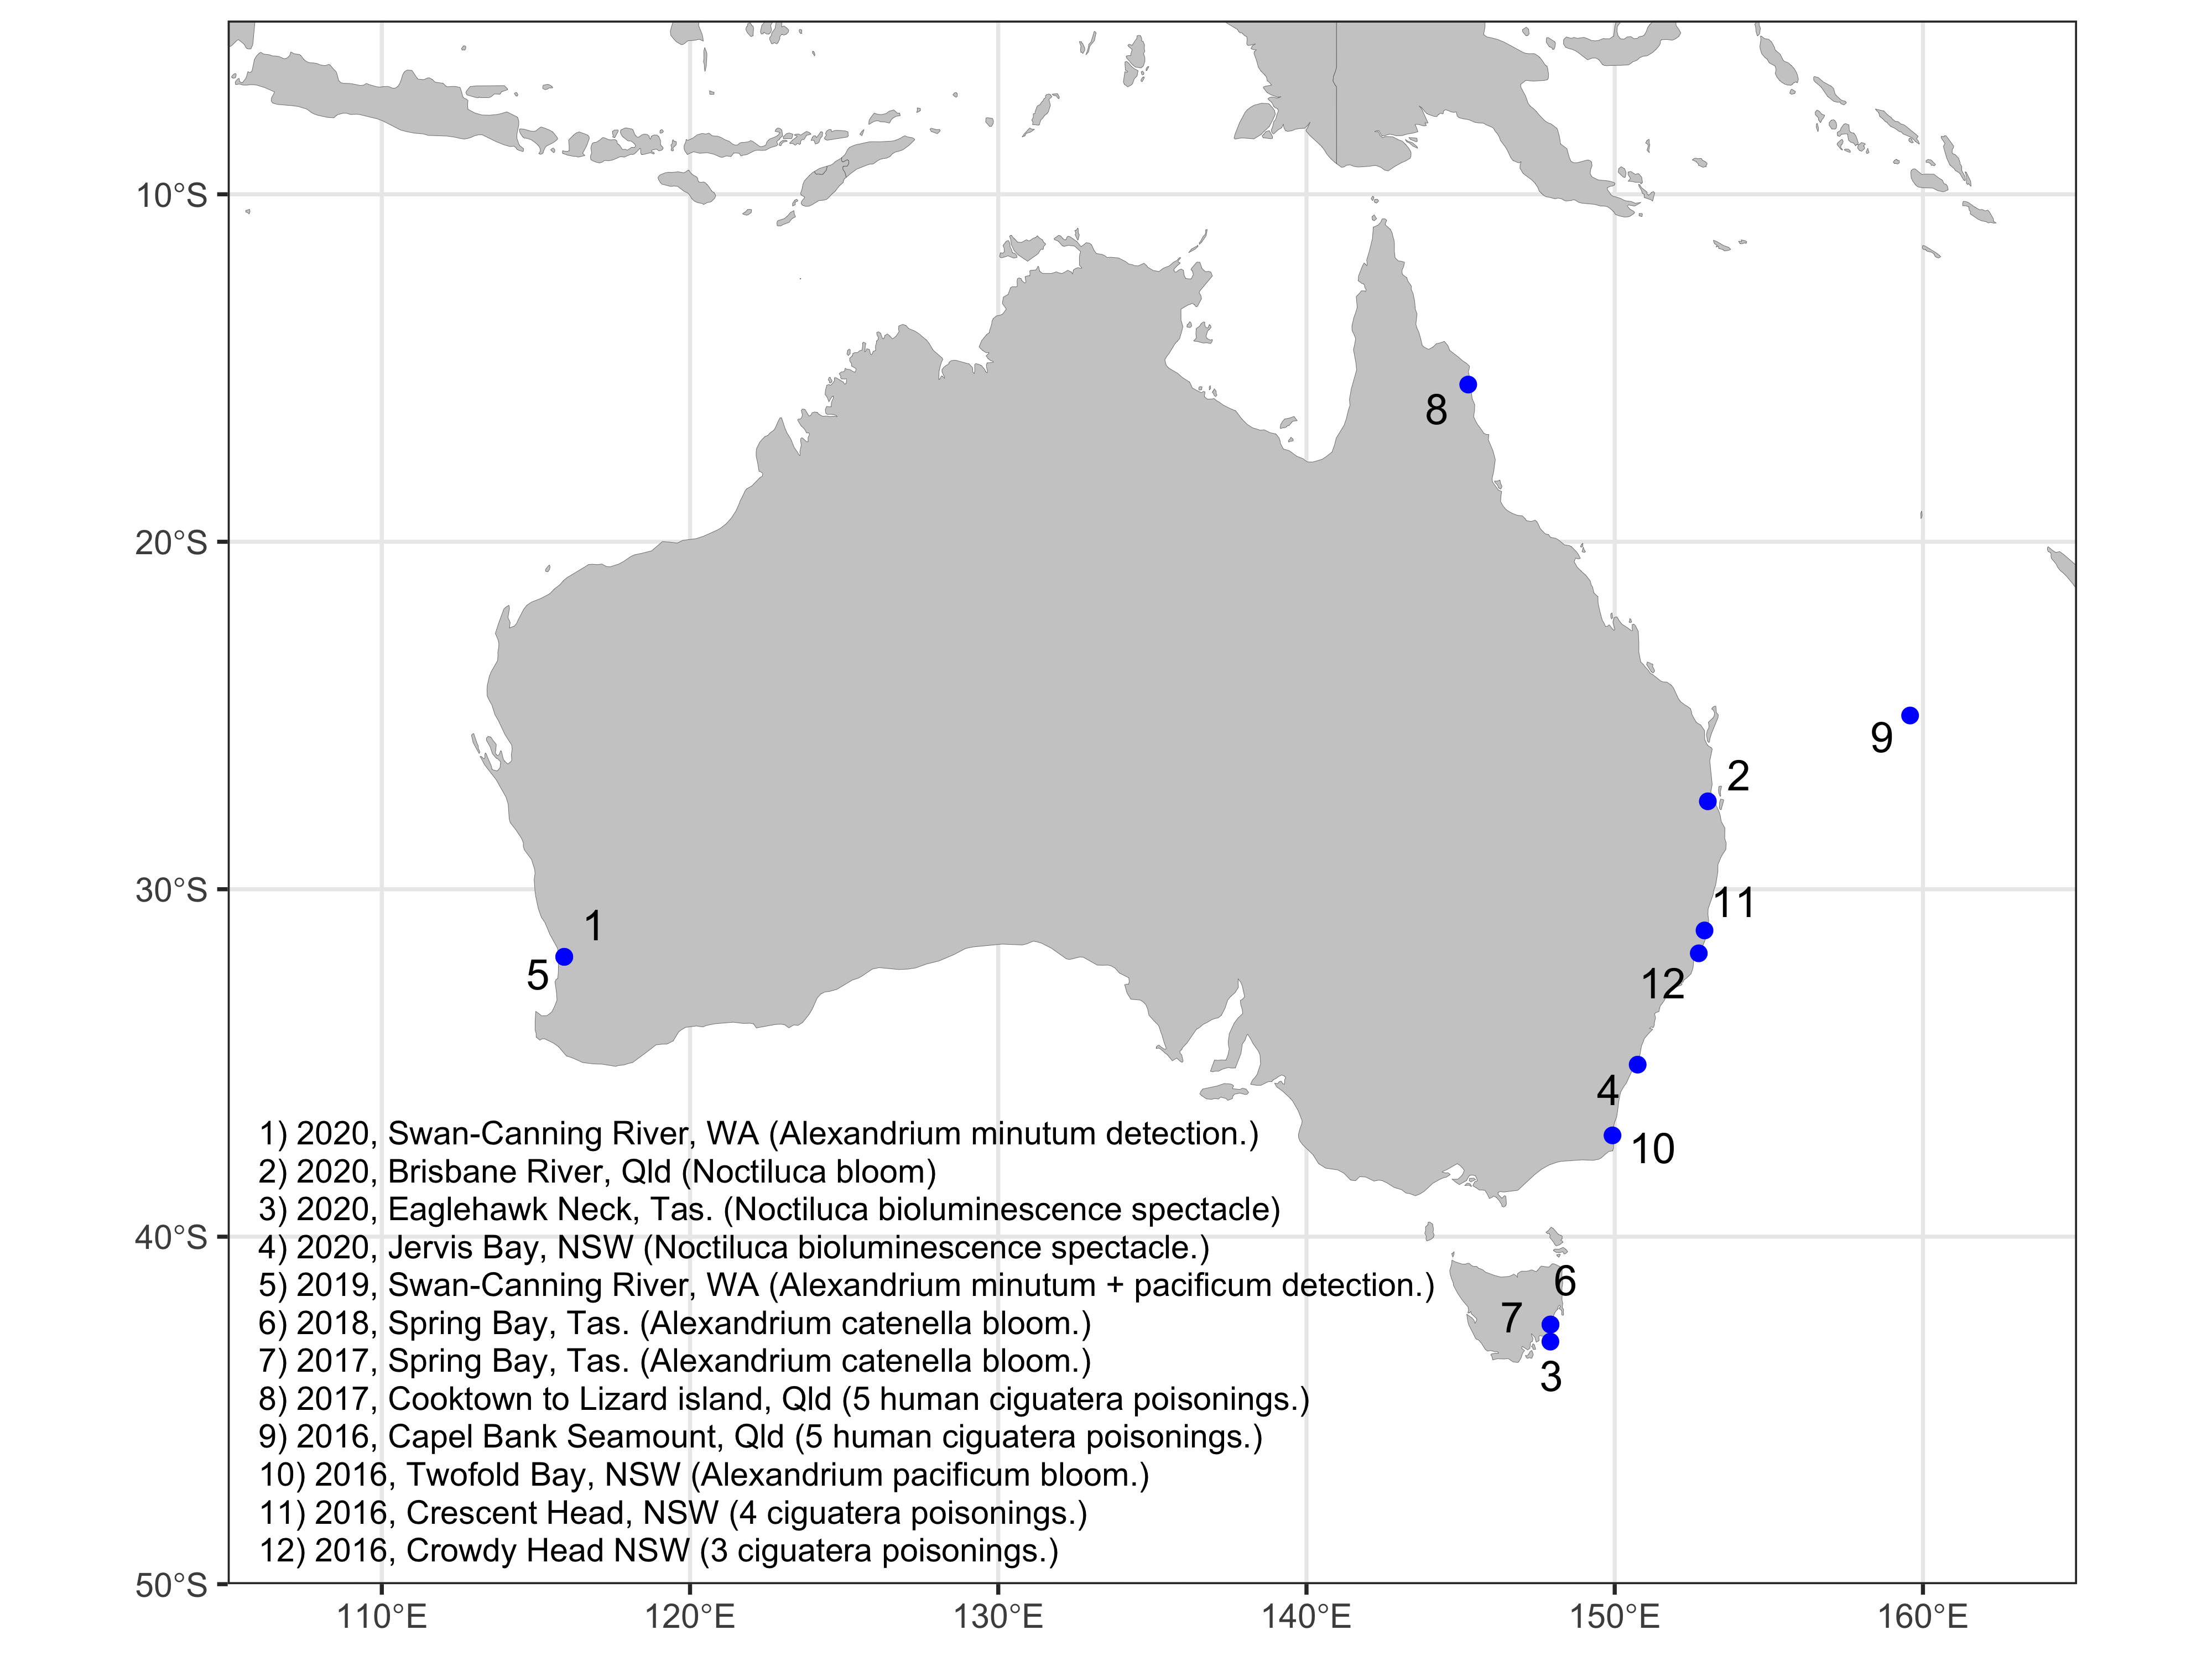 10°S
8
20°S
9
2
30°S
11
1
5
12
4
10
1) 2020, Swan-Canning River, WA (Alexandrium minutum detection.)
2) 2020, Brisbane River, Qld (Noctiluca bloom)
3) 2020, Eaglehawk Neck, Tas. (Noctiluca bioluminescence spectacle)
40°S
4) 2020, Jervis Bay, NSW (Noctiluca bioluminescence spectacle.)
5) 2019, Swan-Canning River, WA (Alexandrium minutum + pacificum detection.)
6
6) 2018, Spring Bay, Tas. (Alexandrium catenella bloom.)
7
7) 2017, Spring Bay, Tas. (Alexandrium catenella bloom.)
3
8) 2017, Cooktown to Lizard island, Qld (5 human ciguatera poisonings.)
9) 2016, Capel Bank Seamount, Qld (5 human ciguatera poisonings.)
10) 2016, Twofold Bay, NSW (Alexandrium pacificum bloom.)
11) 2016, Crescent Head, NSW (4 ciguatera poisonings.)
12) 2016, Crowdy Head NSW (3 ciguatera poisonings.)
50°S
110°E 120°E 130°E 140°E 150°E 160°E